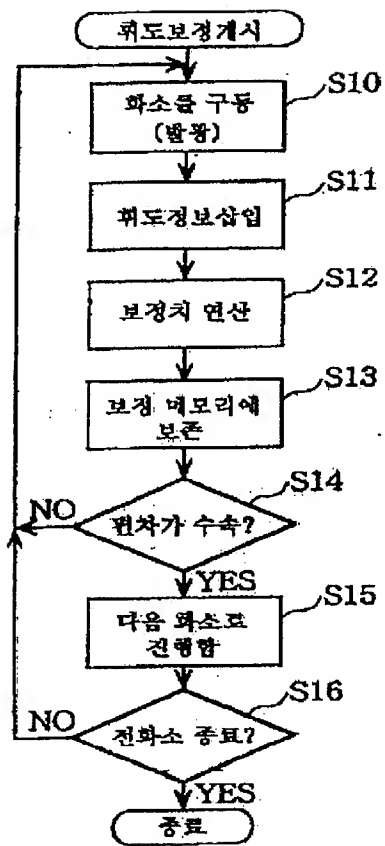 휘도보정개시
S10
화소를 구동
(발광)
S11
휘도정보삽입
S12
보정치 연산
S13
보정 메모리에
보존
S14
NO
편차가 수속?
YES
S15
다음 화소로
진행함
S16
NO
전화소 종료?
YES
종료